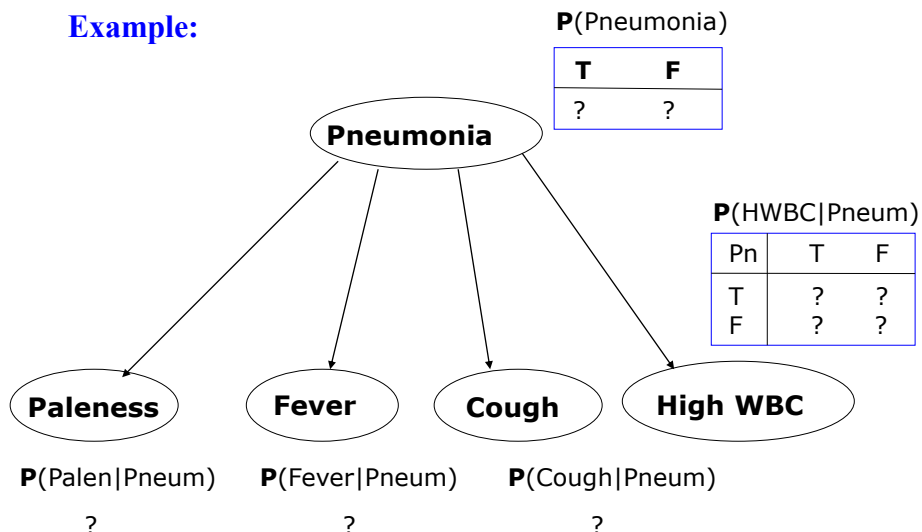 Example:
P(Pneumonia)
T F
? ?
Pneumonia
P(HWBC|Pneum)
Pn T F
T ? ?
F ? ?
Paleness
Fever
Cough
High WBC
P(Palen|Pneum)
P(Fever|Pneum)
P(Cough|Pneum)
?
?
?